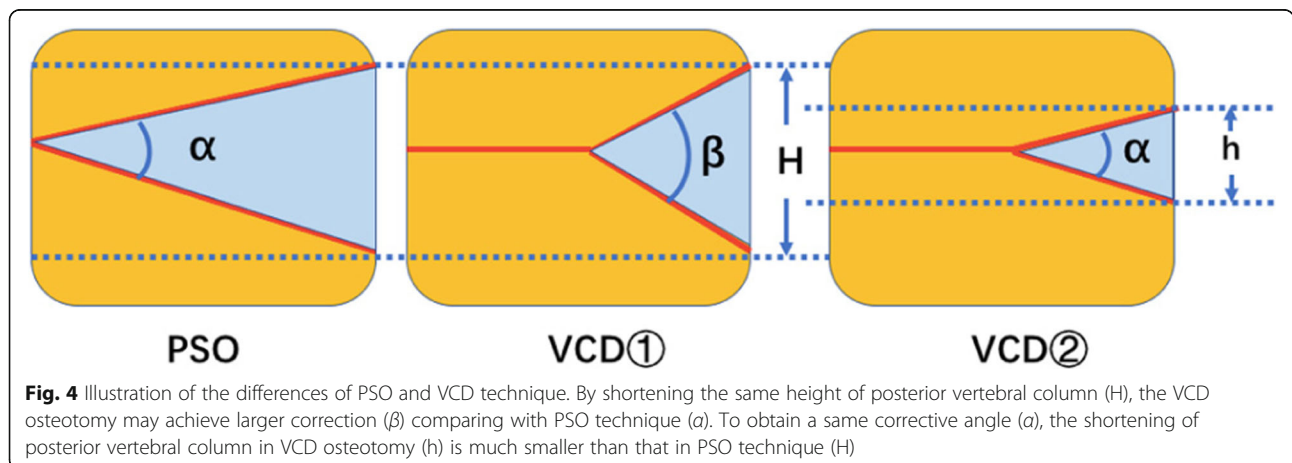 α
β
H
α
h
PSO
VCD①
VCD②
Fig. 4 Illustration of the differences of PSO and VCD technique. By shortening the same height of posterior vertebral column (H), the VCD
osteotomy may achieve larger correction (β) comparing with PSO technique (α). To obtain a same corrective angle (α), the shortening of
posterior vertebral column in VCD osteotomy (h) is much smaller than that in PSO technique (H)